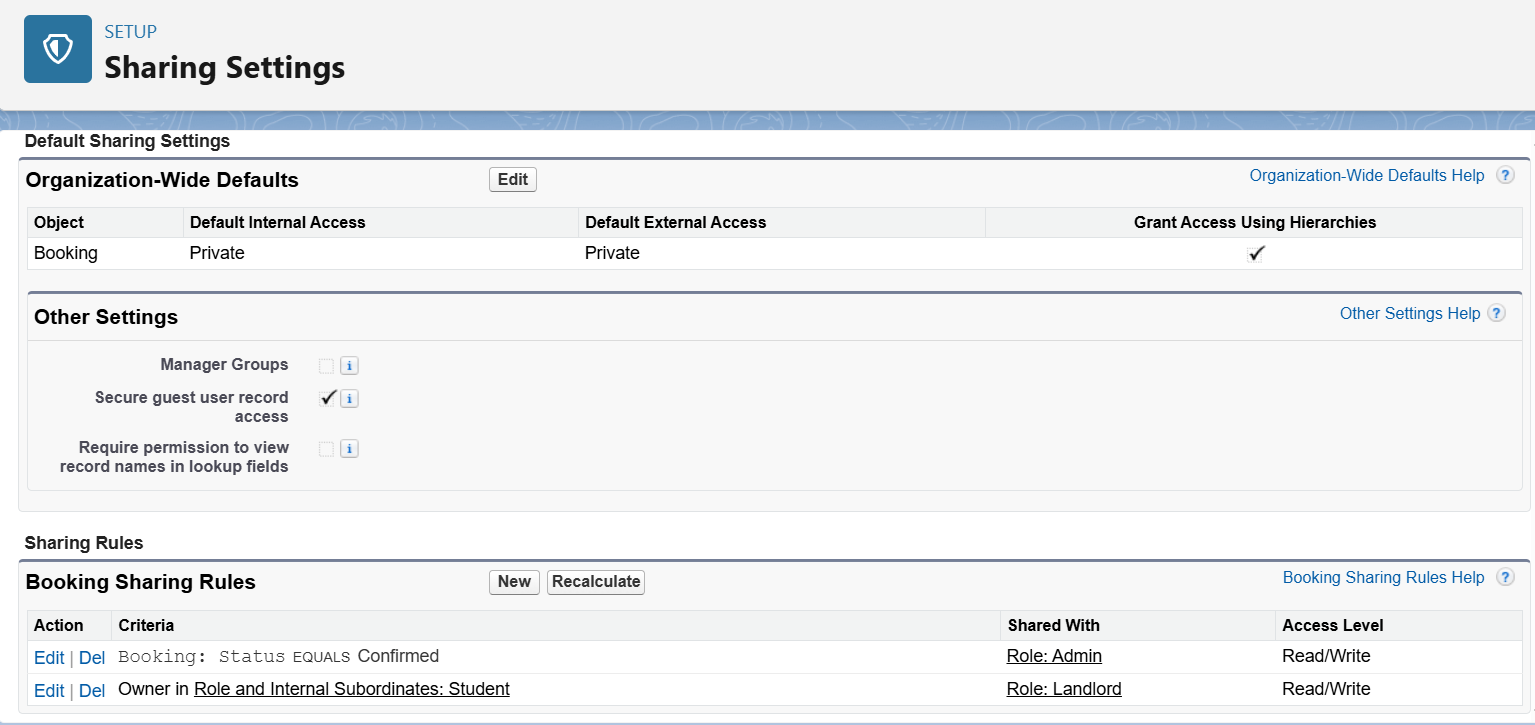 SETUP
Sharing Settings
Default Sharing Settings
Organization-Wide Defaults Edit Organization-Wide Defaults Help ?
Object Default Internal Access Default External Access Grant Access Using Hierarchies
Booking Private Private
Other Settings Other Settings Help ?
Manager Groups i
Secure guest user record i
access
Require permission to view i
record names in lookup fields
Sharing Rules
Booking Sharing Rules New Recalculate Booking Sharing Rules Help ?
Action Criteria Shared With Access Level
Edit | Del Booking: Status EQUALS Confirmed Role: Admin Read/Write
Edit | Del Owner in Role and Internal Subordinates: Student Role: Landlord Read/Write